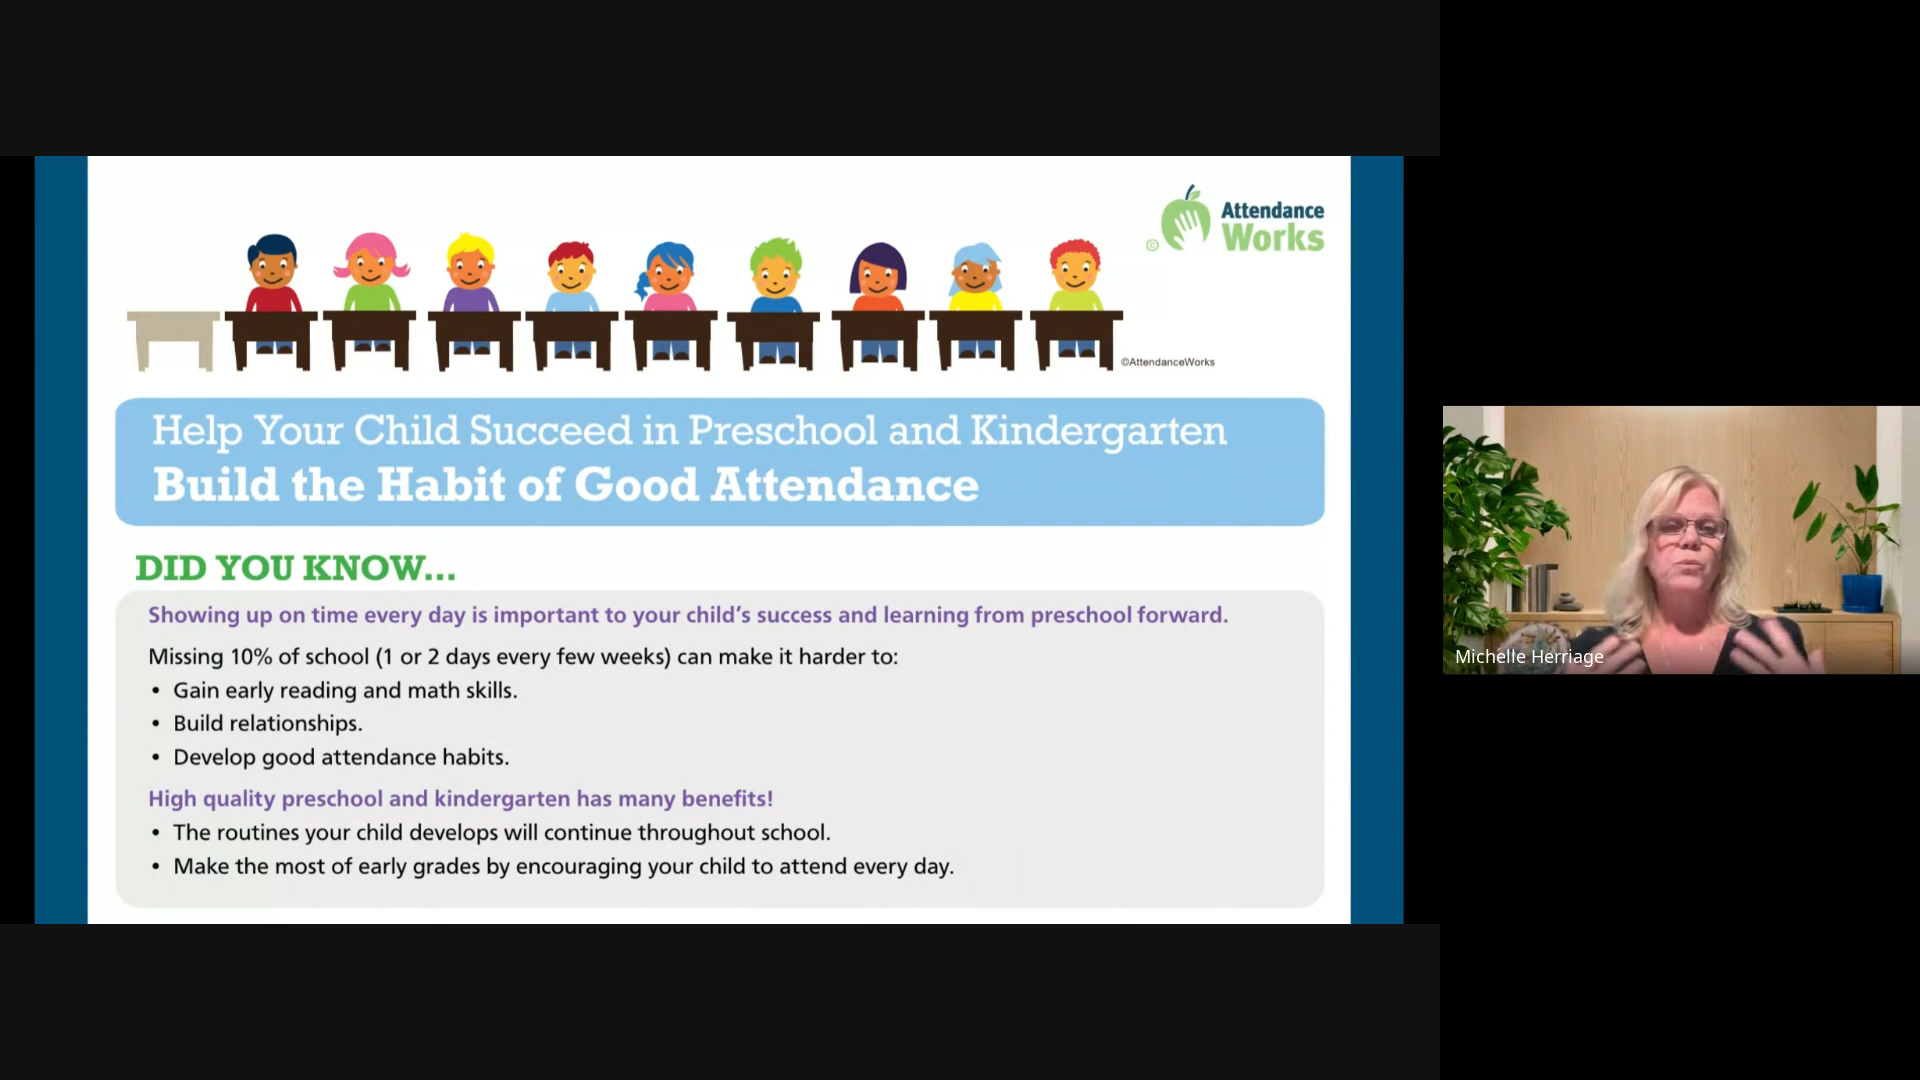 Attendance
Works
©
©AttendanceWorks
Help Your Child Succeed in Preschool and Kindergarten
Build the Habit of Good Attendance
DID YOU KNOW...
Showing up on time every day is important to your child’s success and learning from preschool forward.
Missing 10% of school (1 or 2 days every few weeks) can make it harder to:
• Gain early reading and math skills.
• Build relationships.
• Develop good attendance habits.
High quality preschool and kindergarten has many benefits!
• The routines your child develops will continue throughout school.
• Make the most of early grades by encouraging your child to attend every day.
Michelle Herriage